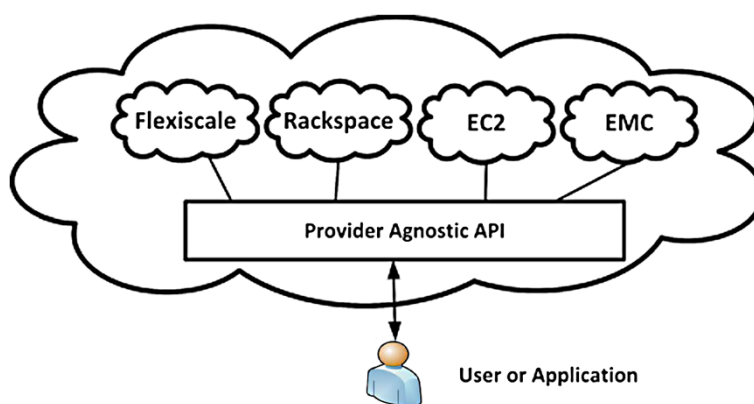 Flexiscale
Rackspace
EC2
EMC
Provider Agnostic API
User or Application